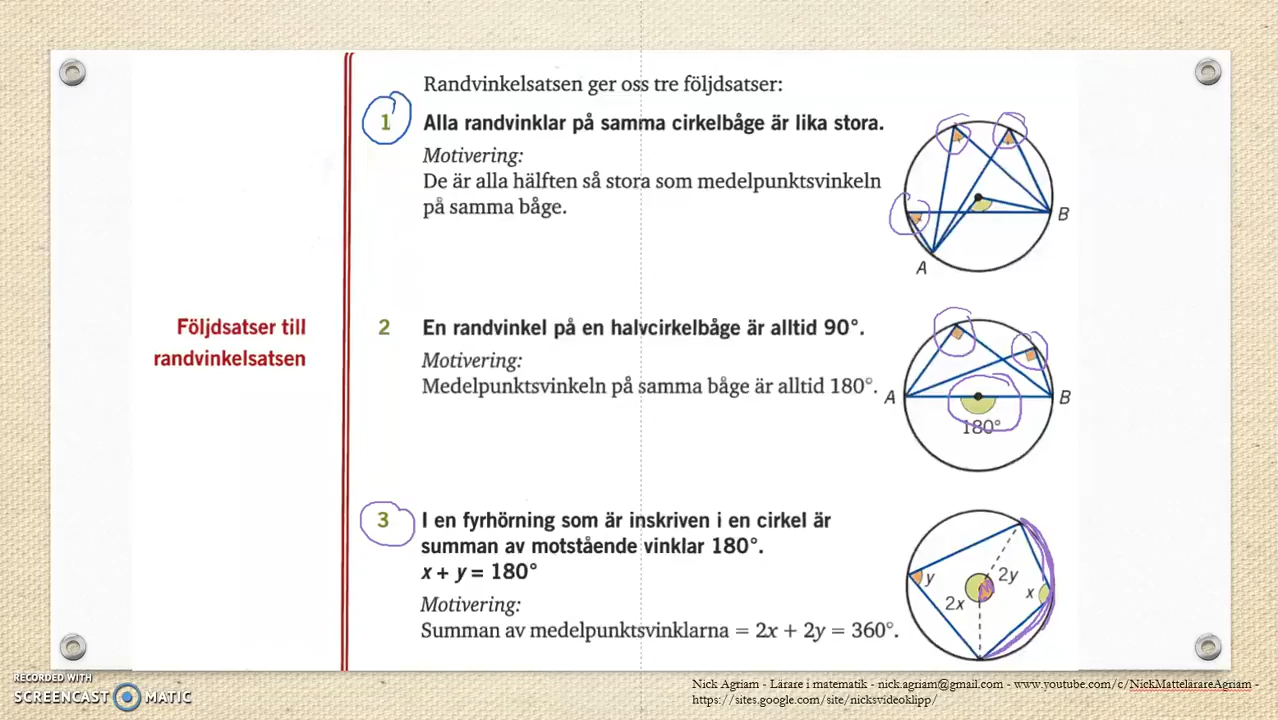 Randvinkelsatsen ger oss tre följdsatser:
1 Alla randvinklar på samma cirkelbåge är lika stora.
Motivering:
De är alla hälften så stora som medelpunktsvinkeln
på samma båge.
A
B
Följdsatser till
randvinkelsatsen
2 En randvinkel på en halvcirkelbåge är alltid 90°.
Motivering:
Medelpunktsvinkeln på samma båge är alltid 180°.
A
B
180°
3 I en fyrhörning som är inskriven i en cirkel är
summan av motstående vinklar 180°.
x + y = 180°
Motivering:
Summan av medelpunktsvinklarna = 2x + 2y = 360°.
y
2y
2x
x
RECORDED WITH
SCREENCAST MATIC
Nick Agriam - Lärare i matematik - nick.agriam@gmail.com - www.youtube.com/c/NickMattelärareAgriam -
https://sites.google.com/site/nicksvideoklipp/